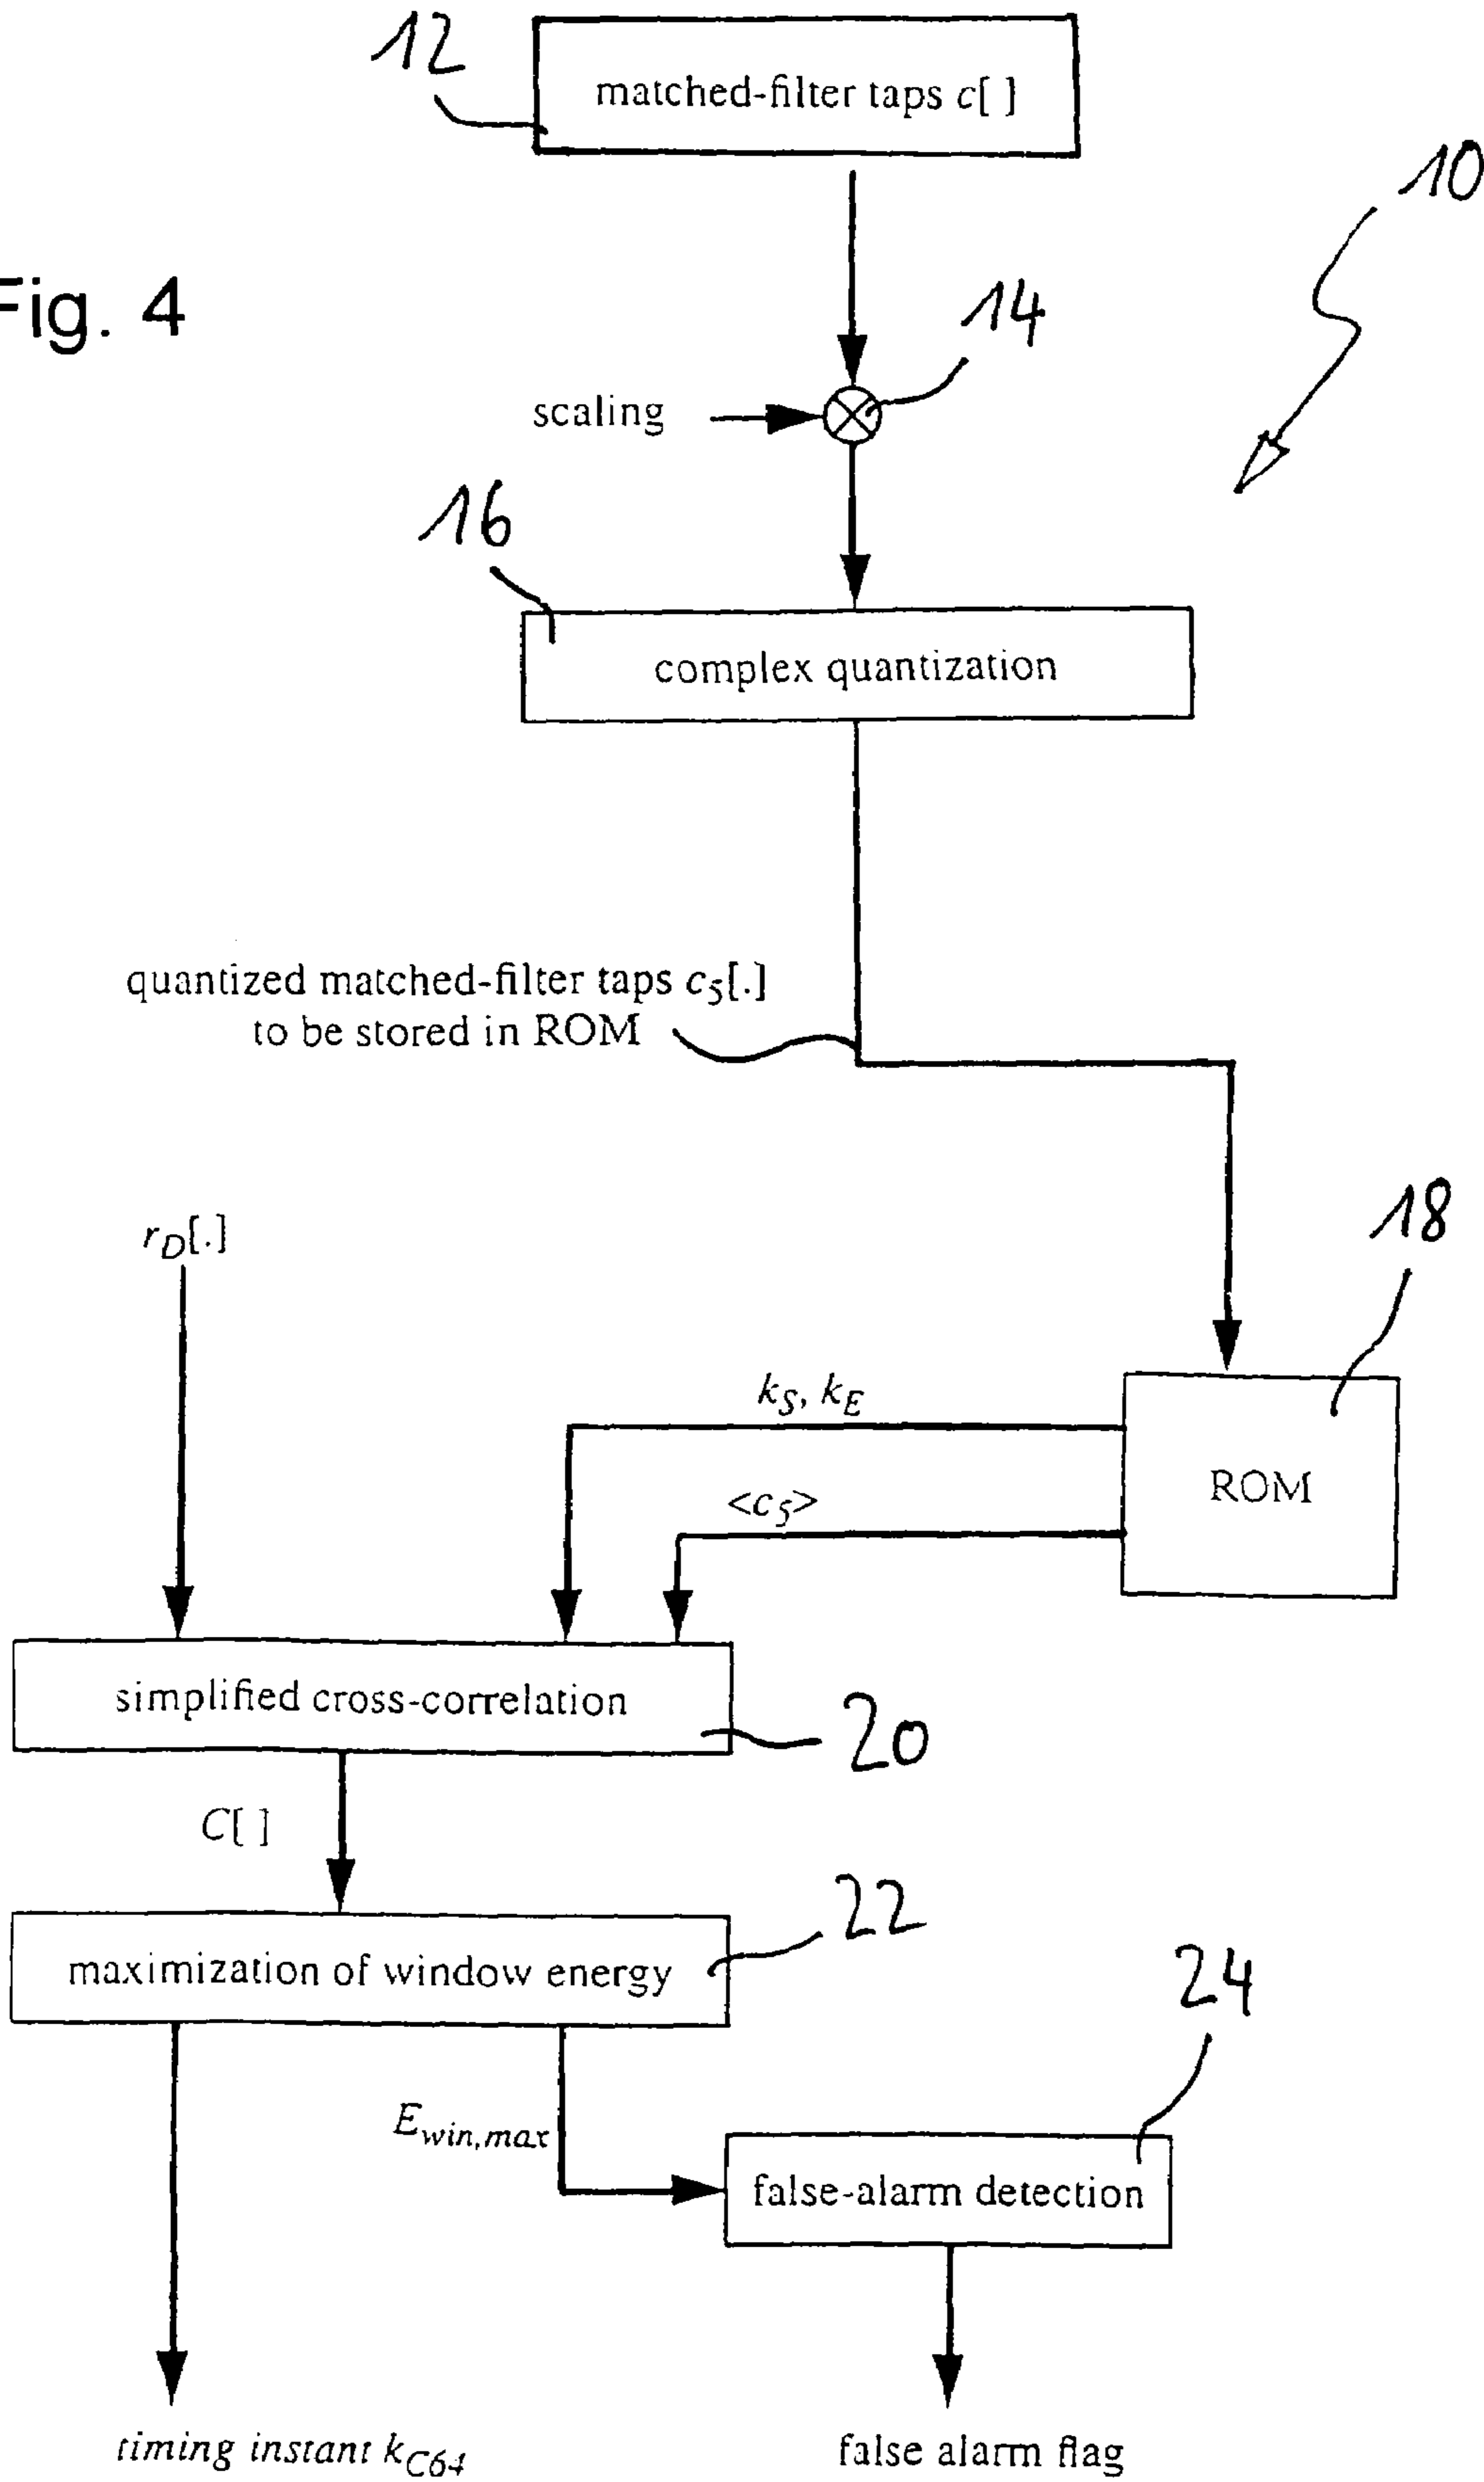 12
matched-filter taps c[ ]
10
Fig. 4
14
scaling
16
complex quantization
quantized matched-filter taps c5[.]
to be stored in ROM
18
rD[.]
kS, kE
ROM
<c5>
simplified cross-correlation
20
C[ ]
22
maximization of window energy
24
Ewin,max
false-alarm detection
timing instant kC64
false alarm flag